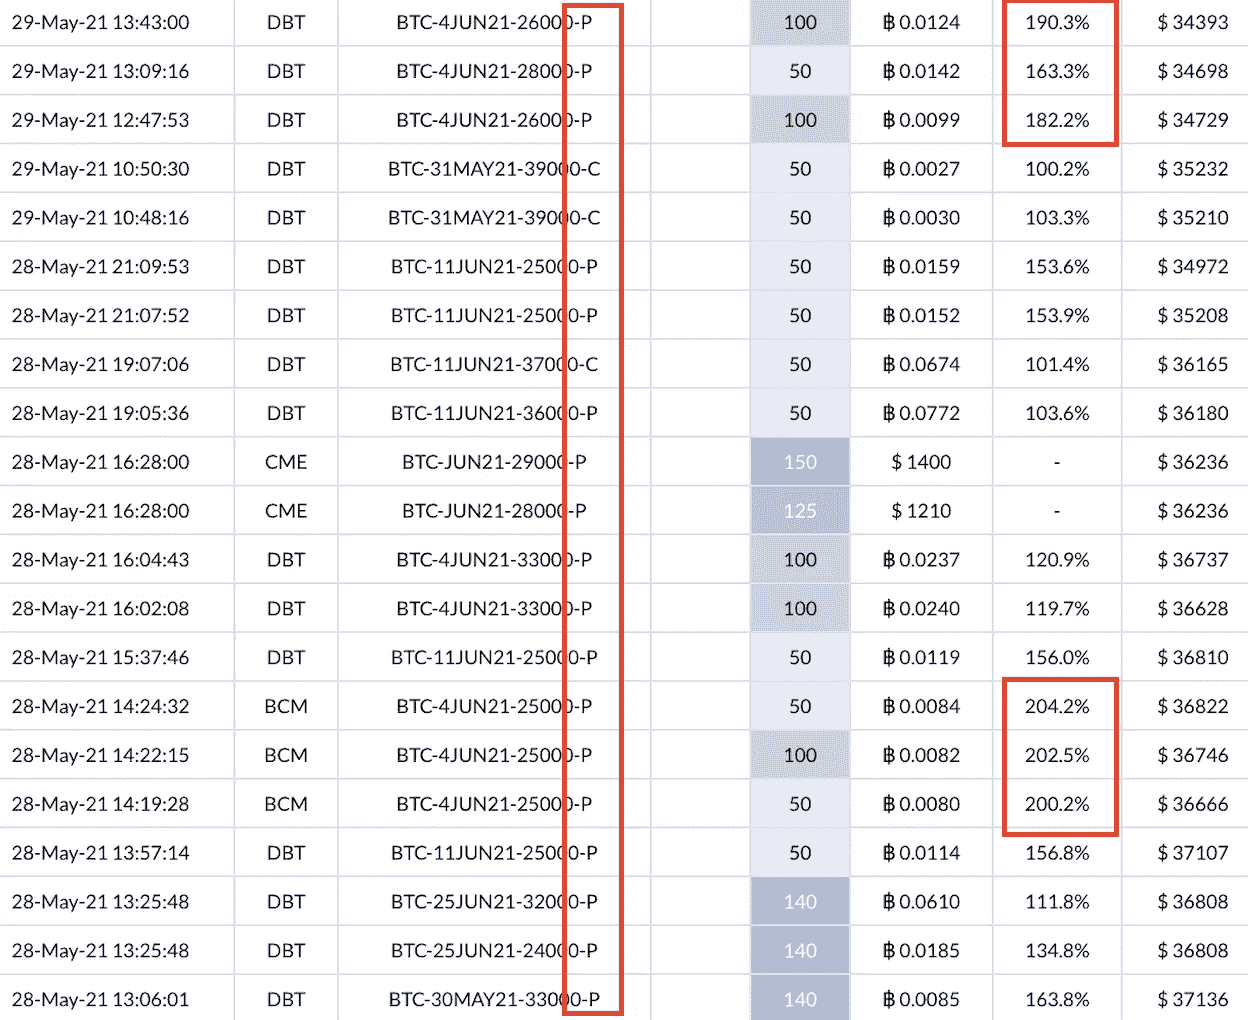 29-May-21 13:43:00 DBT BTC-4JUN21-26000-P 100 ฿ 0.0124 190.3% $ 34393
29-May-21 13:09:16 DBT BTC-4JUN21-28000-P 50 ฿ 0.0142 163.3% $ 34698
29-May-21 12:47:53 DBT BTC-4JUN21-26000-P 100 ฿ 0.0099 182.2% $ 34729
29-May-21 10:50:30 DBT BTC-31MAY21-39000-C 50 ฿ 0.0027 100.2% $ 35232
29-May-21 10:48:16 DBT BTC-31MAY21-39000-C 50 ฿ 0.0030 103.3% $ 35210
28-May-21 21:09:53 DBT BTC-11JUN21-25000-P 50 ฿ 0.0159 153.6% $ 34972
28-May-21 21:07:52 DBT BTC-11JUN21-25000-P 50 ฿ 0.0152 153.9% $ 35208
28-May-21 19:07:06 DBT BTC-11JUN21-37000-C 50 ฿ 0.0674 101.4% $ 36165
28-May-21 19:05:36 DBT BTC-11JUN21-36000-P 50 ฿ 0.0772 103.6% $ 36180
28-May-21 16:28:00 CME BTC-JUN21-29000-P 150 $ 1400 - $ 36236
28-May-21 16:28:00 CME BTC-JUN21-28000-P 125 $ 1210 - $ 36236
28-May-21 16:04:43 DBT BTC-4JUN21-33000-P 100 ฿ 0.0237 120.9% $ 36737
28-May-21 16:02:08 DBT BTC-4JUN21-33000-P 100 ฿ 0.0240 119.7% $ 36628
28-May-21 15:37:46 DBT BTC-11JUN21-25000-P 50 ฿ 0.0119 156.0% $ 36810
28-May-21 14:24:32 BCM BTC-4JUN21-25000-P 50 ฿ 0.0084 204.2% $ 36822
28-May-21 14:22:15 BCM BTC-4JUN21-25000-P 100 ฿ 0.0082 202.5% $ 36746
28-May-21 14:19:28 BCM BTC-4JUN21-25000-P 50 ฿ 0.0080 200.2% $ 36666
28-May-21 13:57:14 DBT BTC-11JUN21-25000-P 50 ฿ 0.0114 156.8% $ 37107
28-May-21 13:25:48 DBT BTC-25JUN21-32000-P 140 ฿ 0.0610 111.8% $ 36808
28-May-21 13:25:48 DBT BTC-25JUN21-24000-P 140 ฿ 0.0185 134.8% $ 36808
28-May-21 13:06:01 DBT BTC-30MAY21-33000-P 140 ฿ 0.0085 163.8% $ 37136